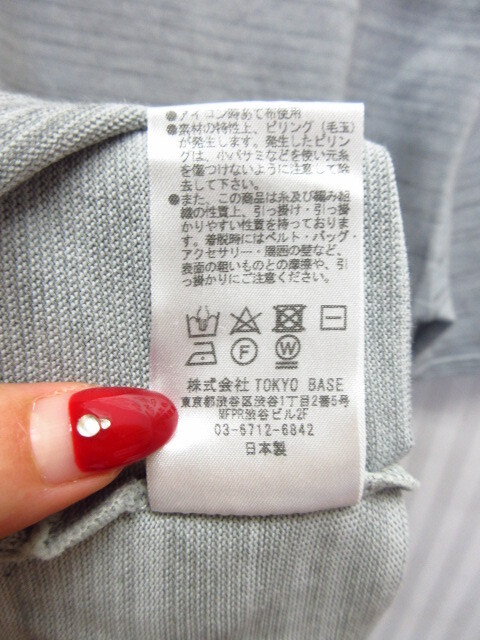 ●アイロン時あて布使用
●素材の特性上、ピリング(毛玉)
が発生します。発生したピリン
グは、小バサミなどを使い元糸
を傷つけないように注意して除
去して下さい。
●また、この商品は糸及び編み組
織の性質上、引っ掛け・引っ掛
かりやすい性質を持っておりま
す。着脱時にはベルト・バッグ・
アクセサリー・周囲の壁など、
表面の粗いものとの摩擦や、引
っ掛かりにご注意ください。
F W
株式会社 TOKYO BASE
東京都渋谷区渋谷1丁目2番5号
MFPR渋谷ビル2F
03-6712-6842
日本製